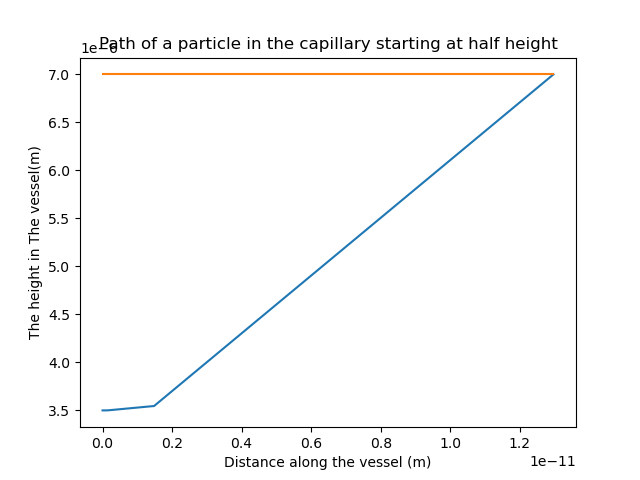 Path of a particle in the capillary starting at half height
7.0
6.5
6.0
5.5
5.0
4.5
4.0
3.5
The height in The vessel(m)
0.0 0.2 0.4 0.6 0.8 1.0 1.2
Distance along the vessel (m)
1e−11